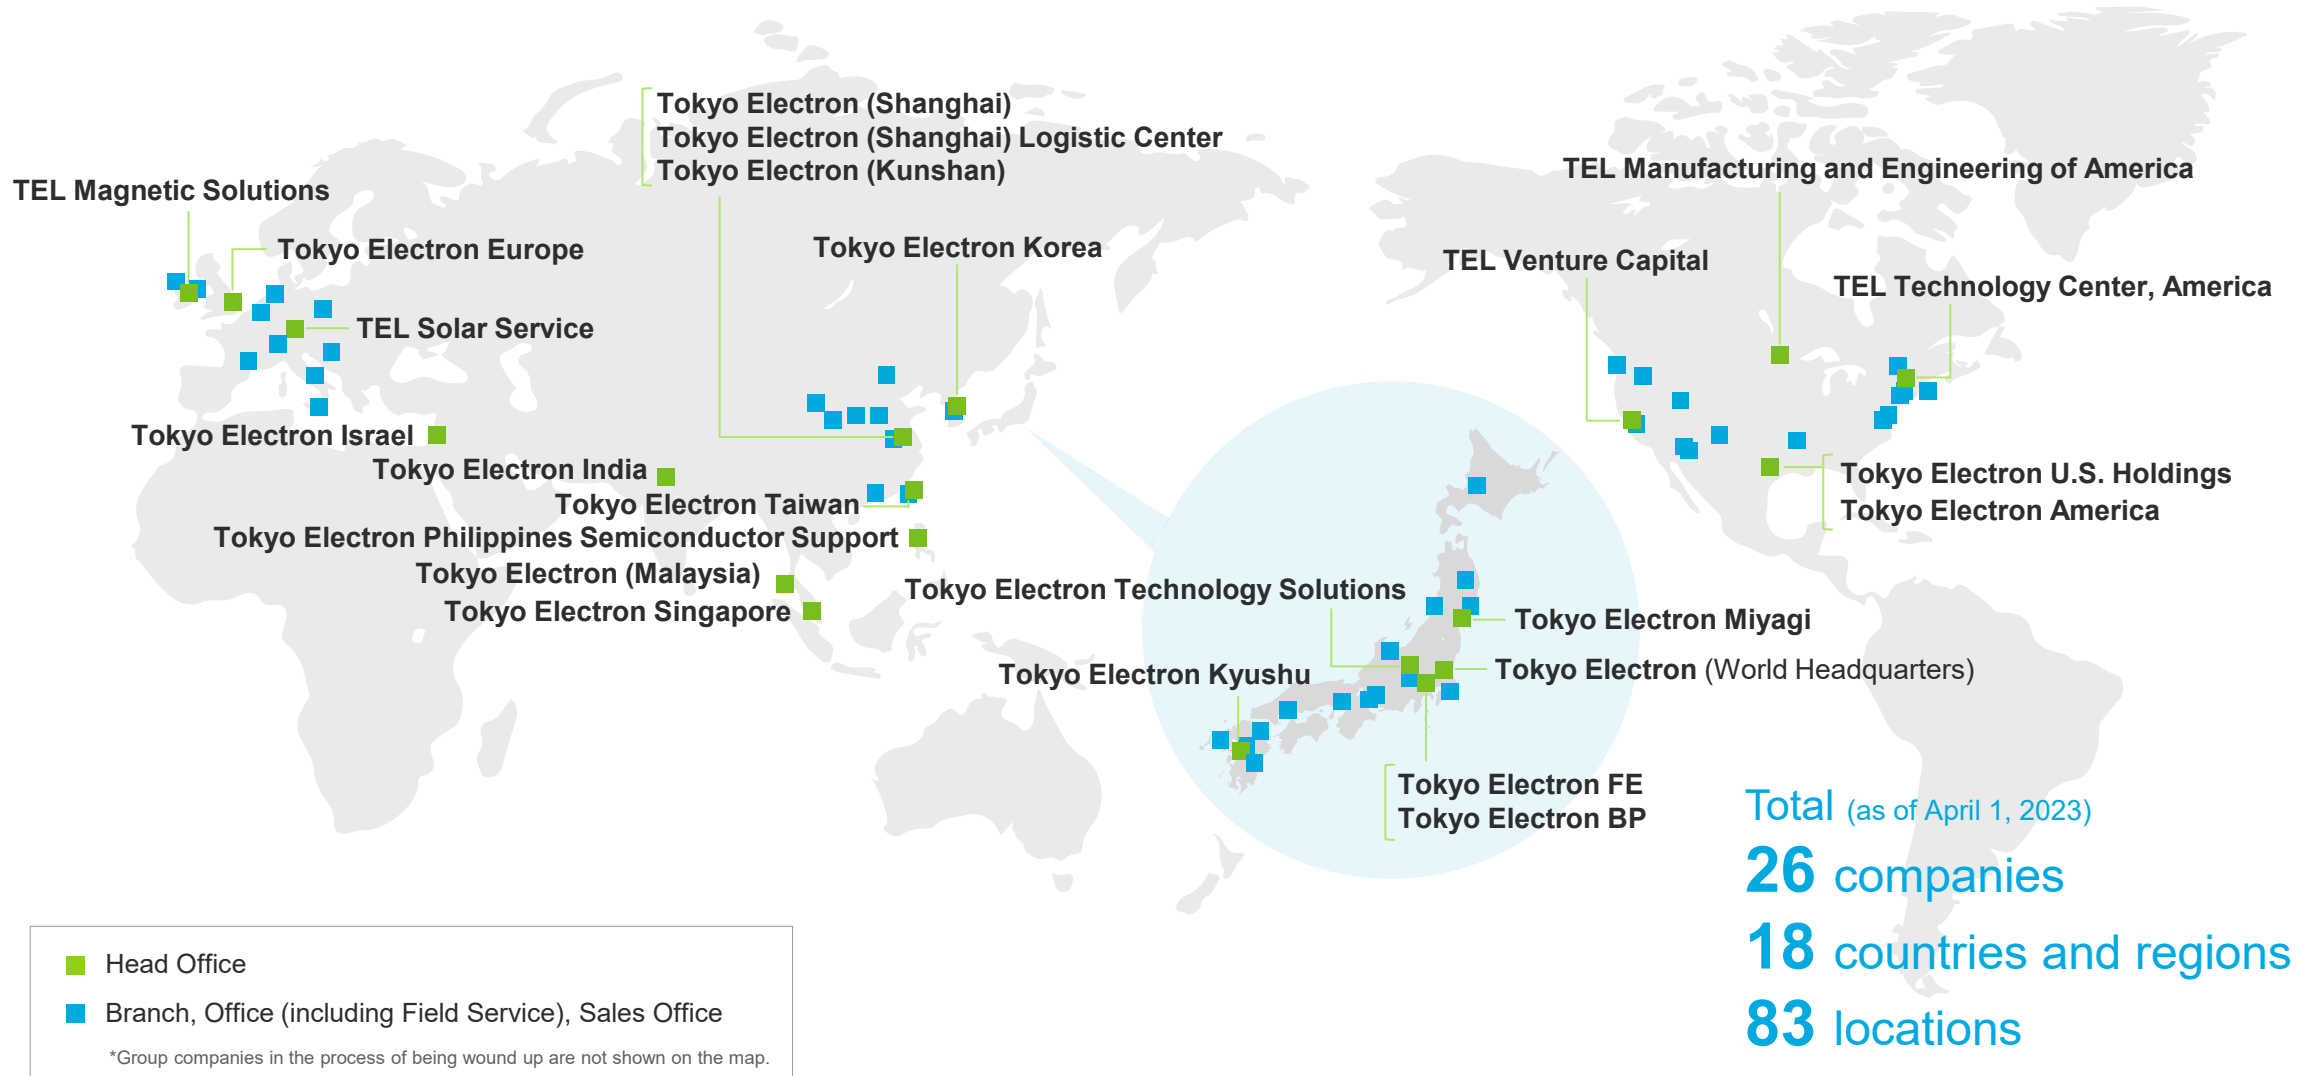 Tokyo Electron (Shanghai)
Tokyo Electron (Shanghai) Logistic Center
Tokyo Electron (Kunshan)
TEL Magnetic Solutions
Tokyo Electron Europe
Tokyo Electron Korea
TEL Solar Service
Tokyo Electron Israel
Tokyo Electron India
Tokyo Electron Taiwan
Tokyo Electron Philippines Semiconductor Support
Tokyo Electron (Malaysia)
Tokyo Electron Singapore
TEL Manufacturing and Engineering of America
TEL Venture Capital
TEL Technology Center, America
Tokyo Electron U.S. Holdings
Tokyo Electron America
Tokyo Electron Technology Solutions
Tokyo Electron Miyagi
Tokyo Electron (World Headquarters)
Tokyo Electron Kyushu
Tokyo Electron FE
Tokyo Electron BP
Total (as of April 1, 2023)
26 companies
18 countries and regions
83 locations
Head Office
Branch, Office (including Field Service), Sales Office
*Group companies in the process of being wound up are not shown on the map.